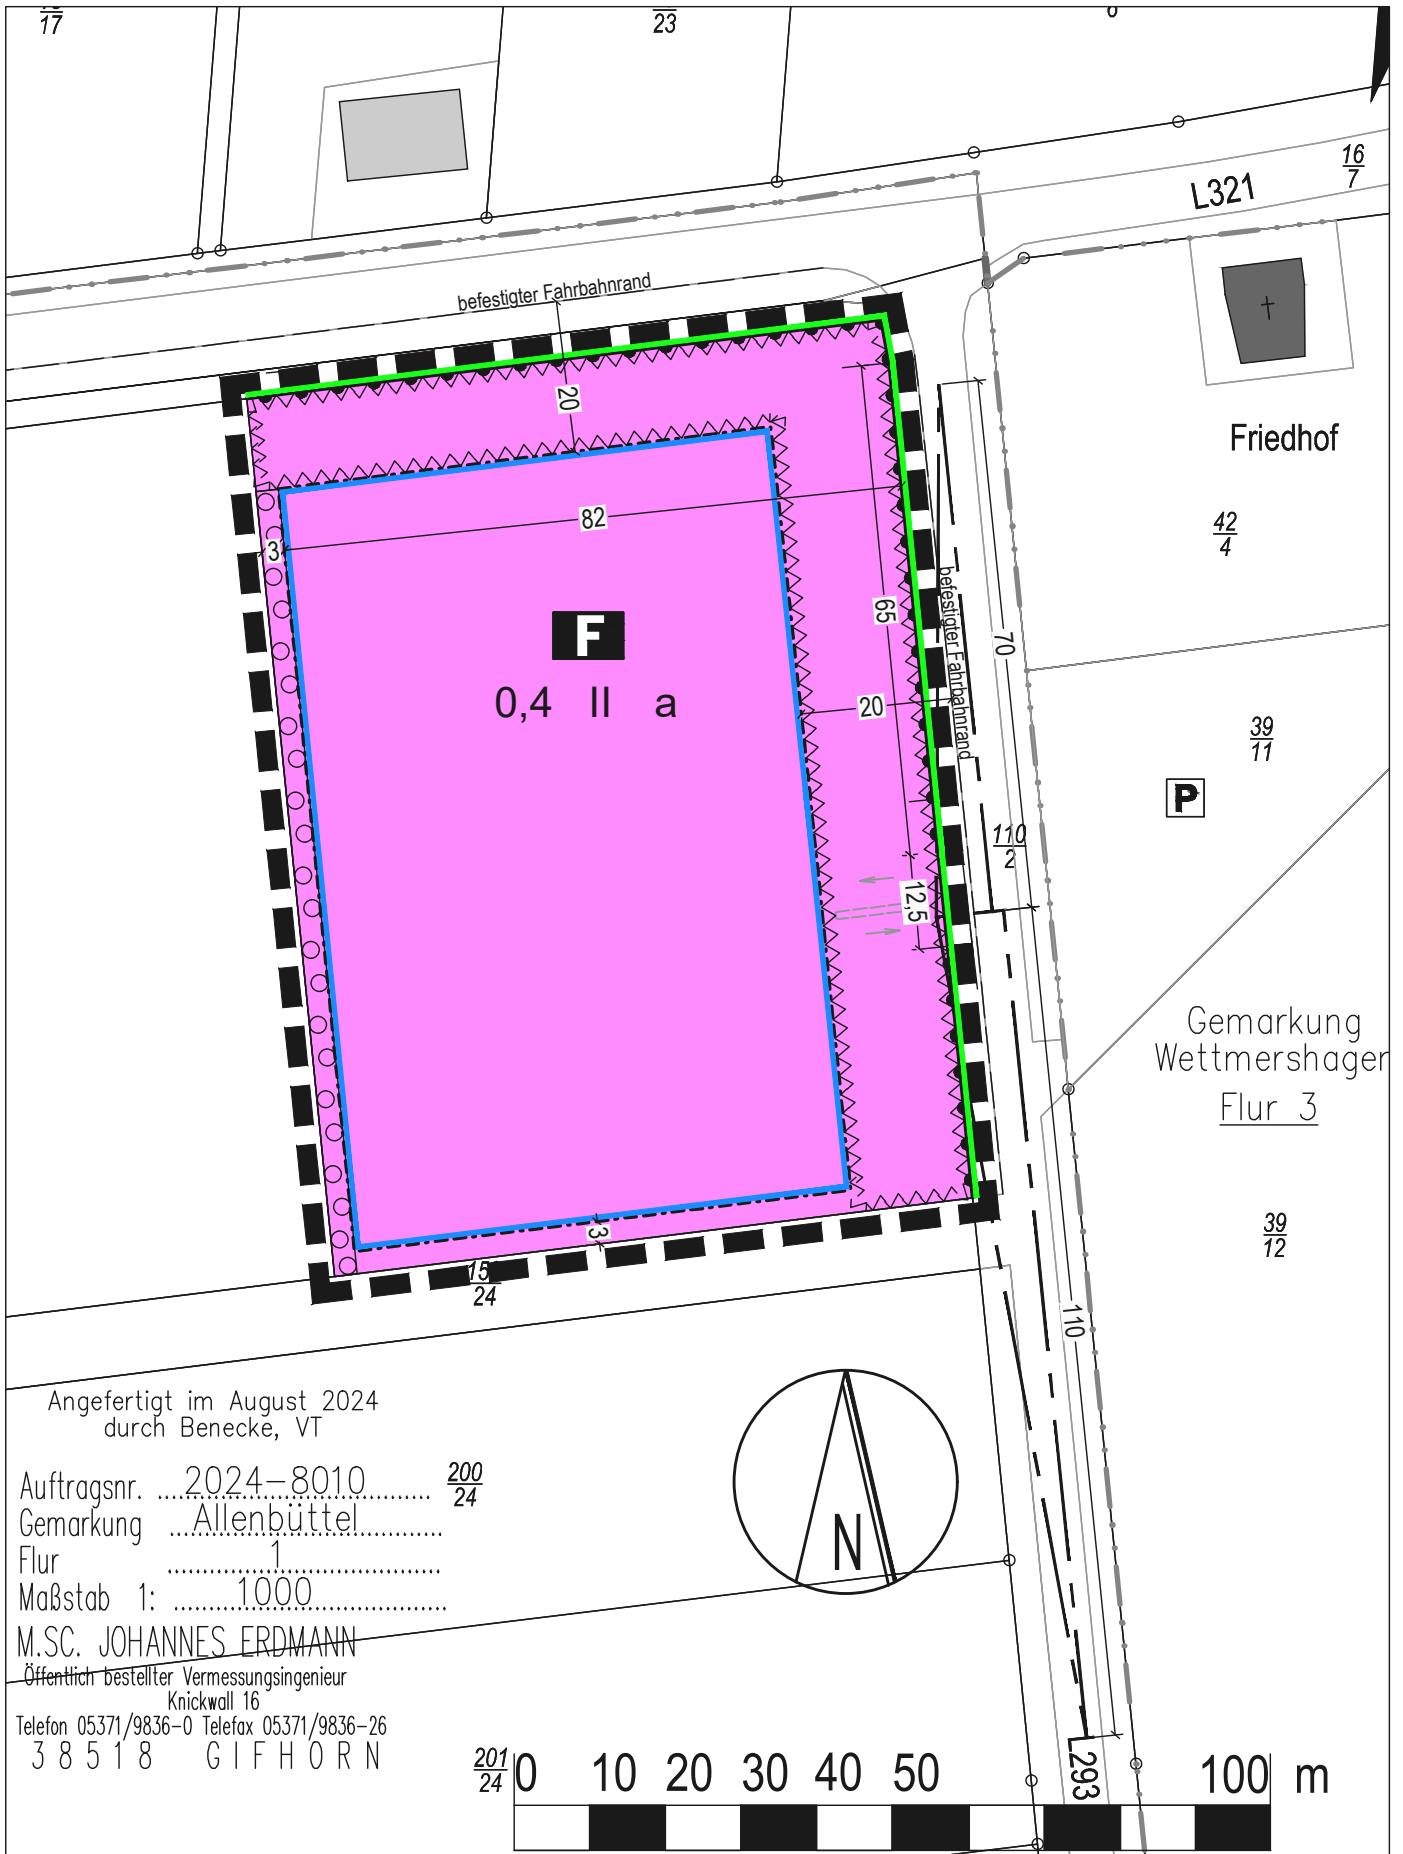 17
23
16
7
L321
befestigter Fahrbahnrand
20
Friedhof
42
4
82
3
F
0,4 II a
65
befestigter Fahrbahnrand
70
20
39
11
P
110
2
12,5
Gemarkung
Wettmershagen
Flur 3
39
12
3
24
110
Angefertigt im August 2024
durch Benecke, VT
Auftragsnr. 2024-8010
200
24
Gemarkung Allenbüttel
Flur 1
Maßstab 1: 1000
N
M.SC. JOHANNES ERDMANN
Öffentlich bestellter Vermessungsingenieur
Knickwall 16
Telefon 05371/9836-0 Telefax 05371/9836-26
38518 GIFHORN
L293
201
24
0 10 20 30 40 50 100 m